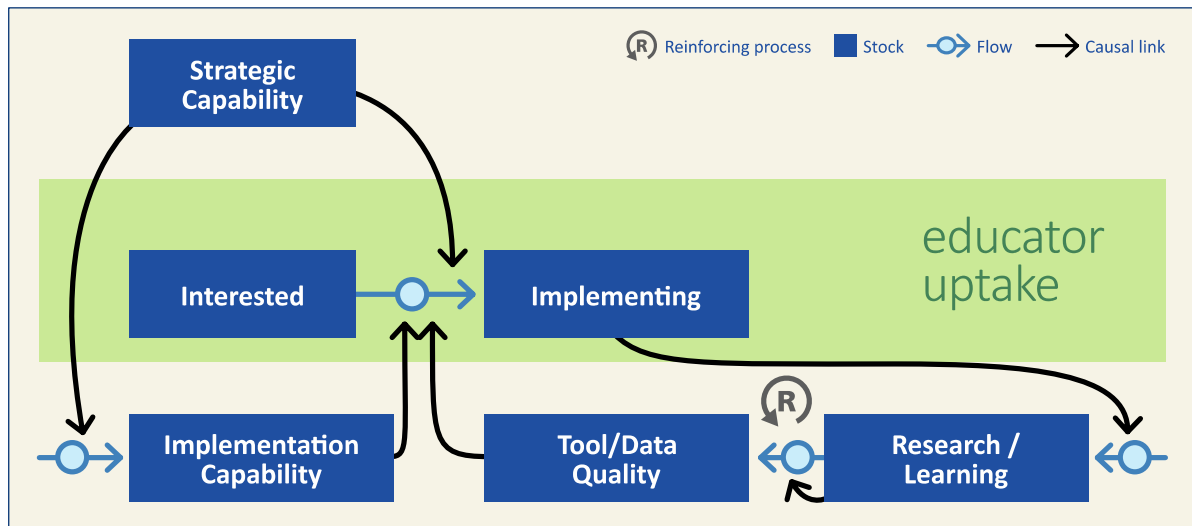 R Reinforcing process
Stock
Flow
Causal link
Strategic
Capability
educator
uptake
Interested
Implementing
R
Implementation
Capability
Tool/Data
Quality
Research /
Learning